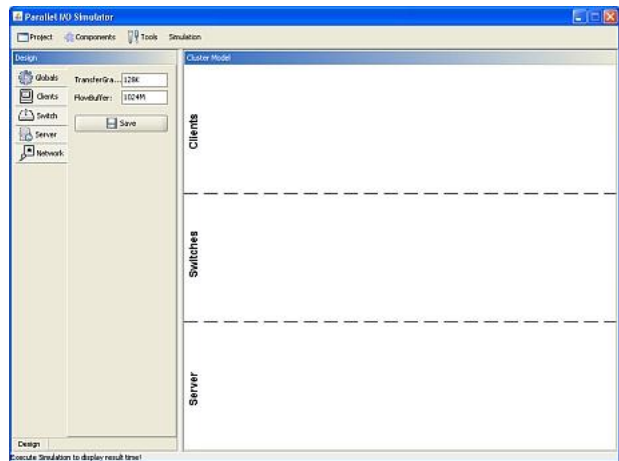 Parallel I/O Simulator
Project Components Tools Simulation
Design
Cluster Model
Globals
Clients
Switch
Server
Network
TransferGra... 128K
FlowBuffer: 1024M
Save
Clients
Switches
Server
Design
Execute Simulation to display result time!